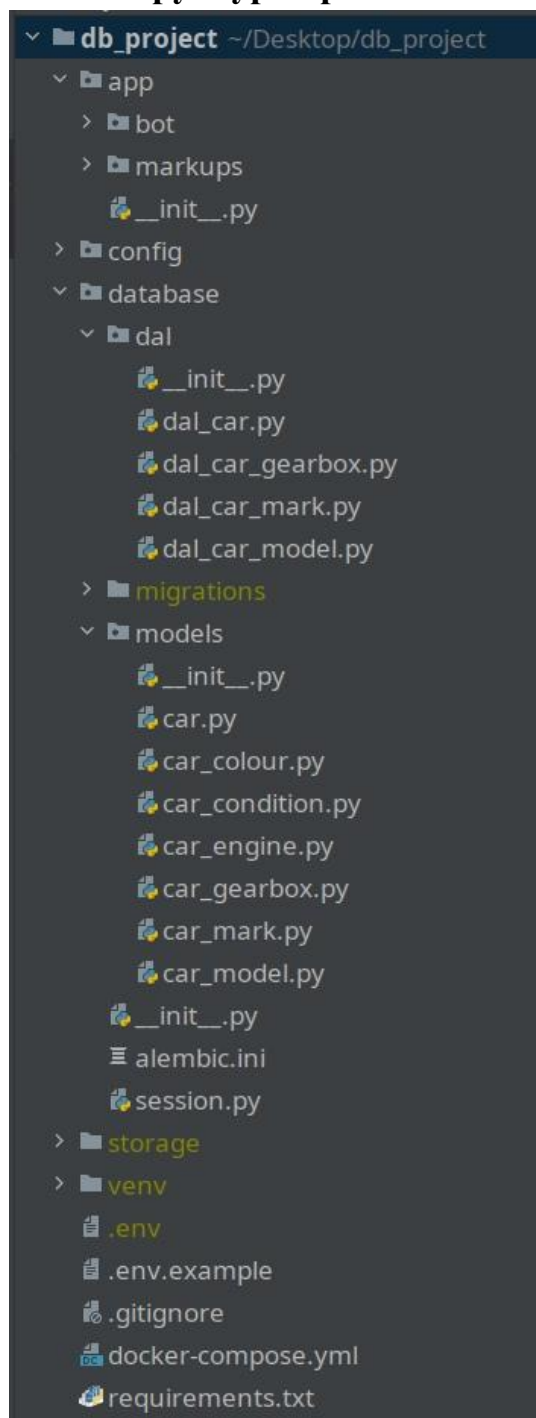 db_project ~/Desktop/db_project
app
bot
markups
__init__.py
config
database
dal
__init__.py
dal_car.py
dal_car_gearbox.py
dal_car_mark.py
dal_car_model.py
migrations
models
__init__.py
car.py
car_colour.py
car_condition.py
car_engine.py
car_gearbox.py
car_mark.py
car_model.py
__init__.py
alembic.ini
session.py
storage
venv
.env
.env.example
.gitignore
docker-compose.yml
requirements.txt